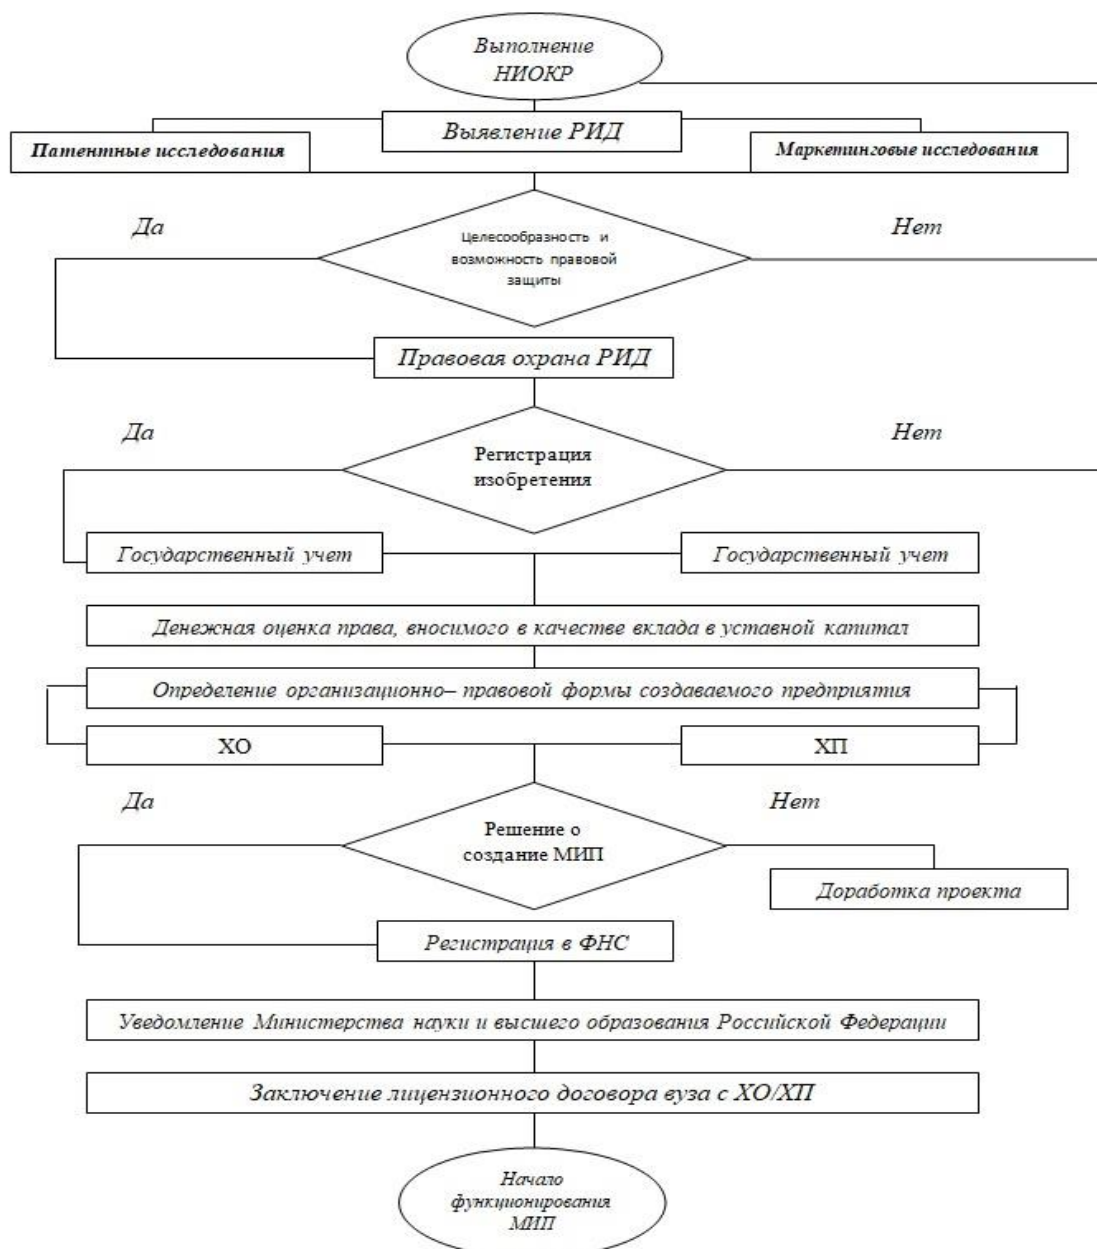 Выполнение
НИОКР
Выявление РИД
Патентные исследования
Маркетинговые исследования
Да
Нет
Целесообразность и
возможность правовой
защиты
Правовая охрана РИД
Да
Нет
Регистрация
изобретения
Государственный учет
Государственный учет
Денежная оценка права, вносимого в качестве вклада в уставной капитал
Определение организационно– правовой формы создаваемого предприятия
ХО
ХП
Да
Нет
Решение о
создание МИП
Доработка проекта
Регистрация в ФНС
Уведомление Министерства науки и высшего образования Российской Федерации
Заключение лицензионного договора вуза с ХО/ХП
Начало
функционирования
МИП